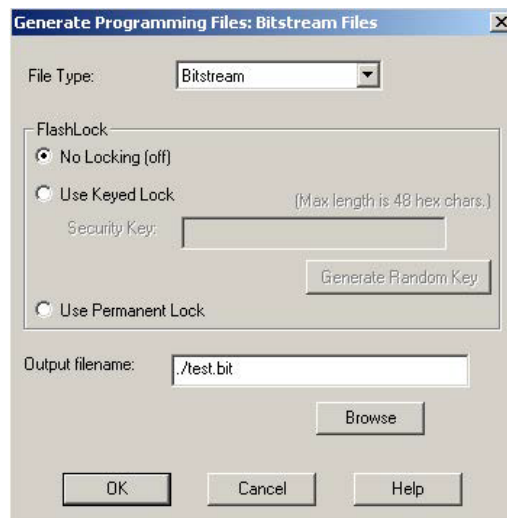 Generate Programming Files: Bitstream Files
File Type: Bitstream
FlashLock
No Locking (off)
Use Keyed Lock (Max length is 48 hex chars.)
Security Key:
Generate Random Key
Use Permanent Lock
Output filename: ./test.bit
Browse
OK Cancel Help